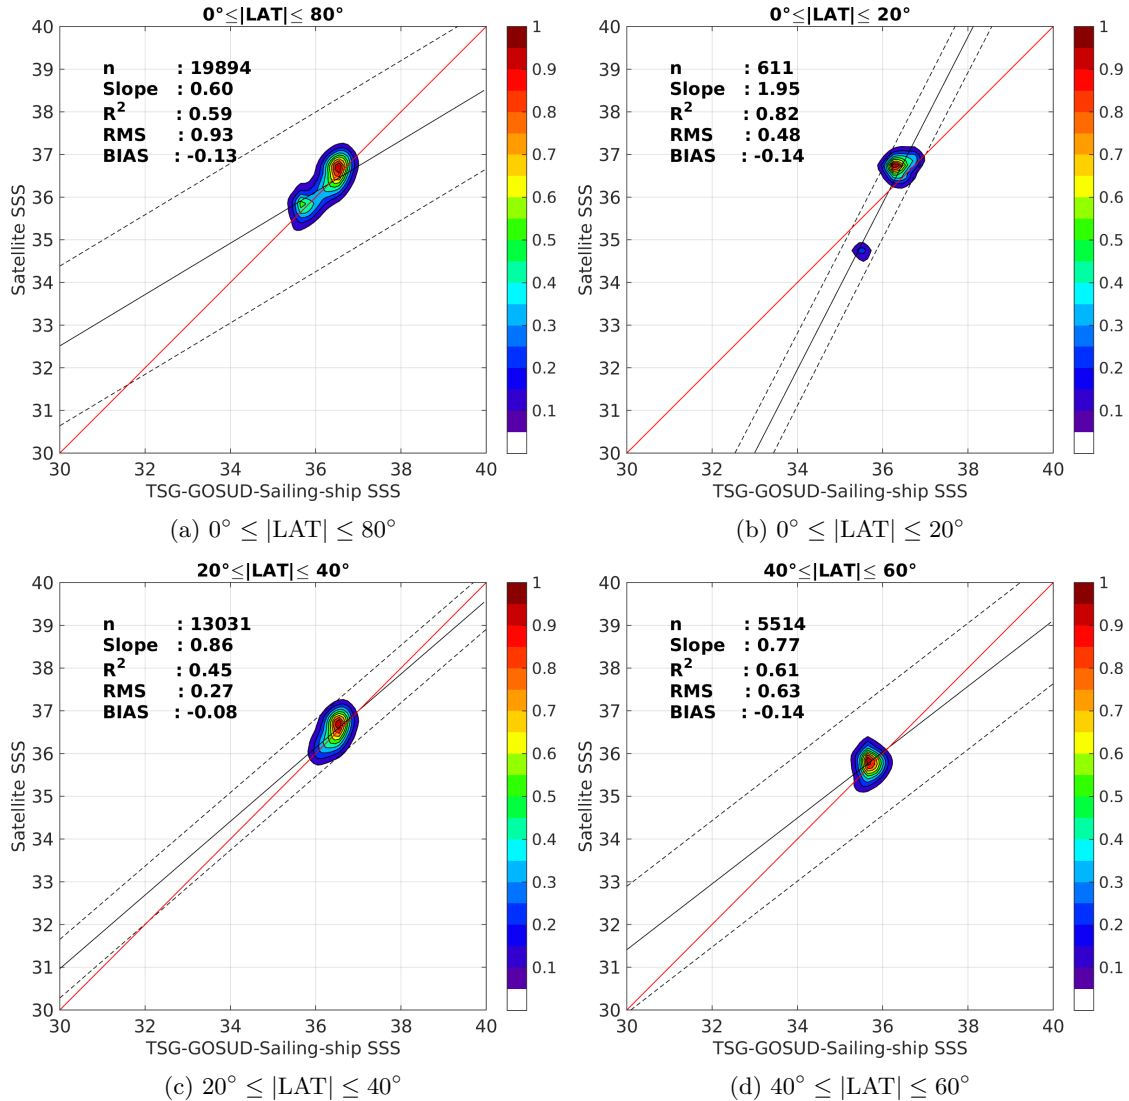 0°≤|LAT|≤ 80°
40
39
38
37
36
35
34
33
32
31
30
n : 19894
Slope : 0.60
R² : 0.59
RMS : 0.93
BIAS : -0.13
Satellite SSS
30 32 34 36 38 40
TSG-GOSUD-Sailing-ship SSS
1
0.9
0.8
0.7
0.6
0.5
0.4
0.3
0.2
0.1
(a) 0° ≤ |LAT| ≤ 80°
0°≤|LAT|≤ 20°
40
39
38
37
36
35
34
33
32
31
30
n : 611
Slope : 1.95
R² : 0.82
RMS : 0.48
BIAS : -0.14
Satellite SSS
30 32 34 36 38 40
TSG-GOSUD-Sailing-ship SSS
1
0.9
0.8
0.7
0.6
0.5
0.4
0.3
0.2
0.1
(b) 0° ≤ |LAT| ≤ 20°
20°≤|LAT|≤ 40°
40
39
38
37
36
35
34
33
32
31
30
n : 13031
Slope : 0.86
R² : 0.45
RMS : 0.27
BIAS : -0.08
Satellite SSS
30 32 34 36 38 40
TSG-GOSUD-Sailing-ship SSS
1
0.9
0.8
0.7
0.6
0.5
0.4
0.3
0.2
0.1
(c) 20° ≤ |LAT| ≤ 40°
40°≤|LAT|≤ 60°
40
39
38
37
36
35
34
33
32
31
30
n : 5514
Slope : 0.77
R² : 0.61
RMS : 0.63
BIAS : -0.14
Satellite SSS
30 32 34 36 38 40
TSG-GOSUD-Sailing-ship SSS
1
0.9
0.8
0.7
0.6
0.5
0.4
0.3
0.2
0.1
(d) 40° ≤ |LAT| ≤ 60°